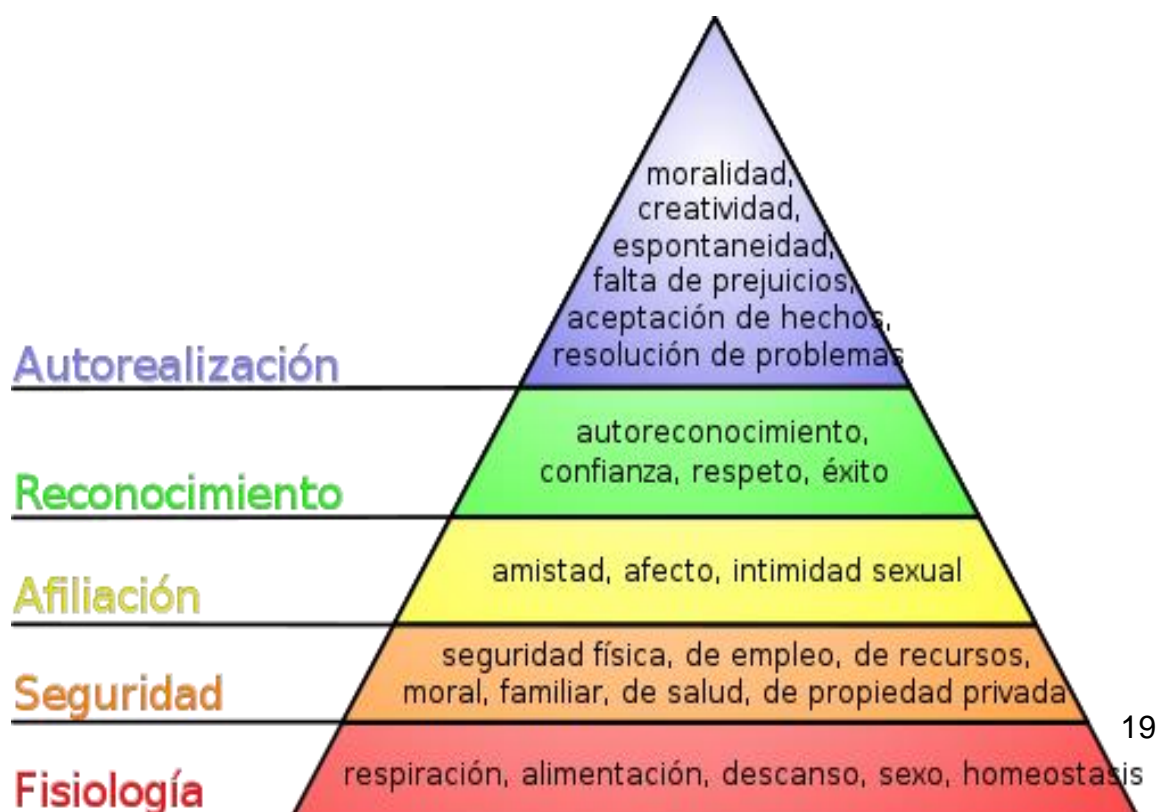 moralidad,
creatividad,
espontaneidad,
falta de prejuicios,
aceptación de hechos,
resolución de problemas
Autorealización
autoreconocimiento,
confianza, respeto, éxito
Reconocimiento
amistad, afecto, intimidad sexual
Afiliación
seguridad física, de empleo, de recursos,
moral, familiar, de salud, de propiedad privada
Seguridad
19
respiración, alimentación, descanso, sexo, homeostasis
Fisiología